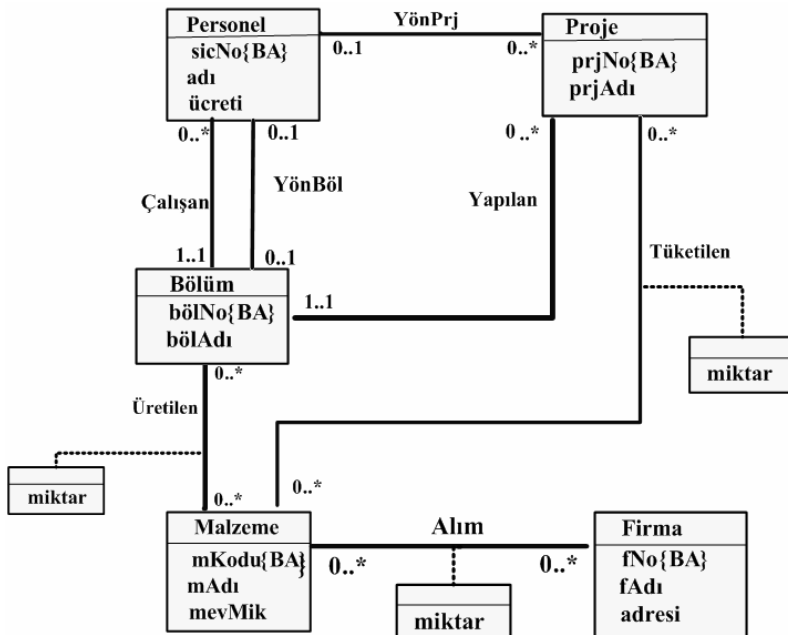 Personel
sicNo{BA}
adı
ücreti
YönPrj
0..1
0..*
Proje
prjNo{BA}
prjAdı
0..*
0..1
0..*
0..*
Çalışan
YönBöl
Yapılan
Tüketilen
1..1
0..1
Bölüm
bölNo{BA}
bölAdı
1..1
miktar
0..*
Üretilen
miktar
0..*
0..*
Malzeme
mKodu{BA}
mAdı
mevMik
Alım
0..*
0..*
miktar
Firma
fNo{BA}
fAdı
adresi